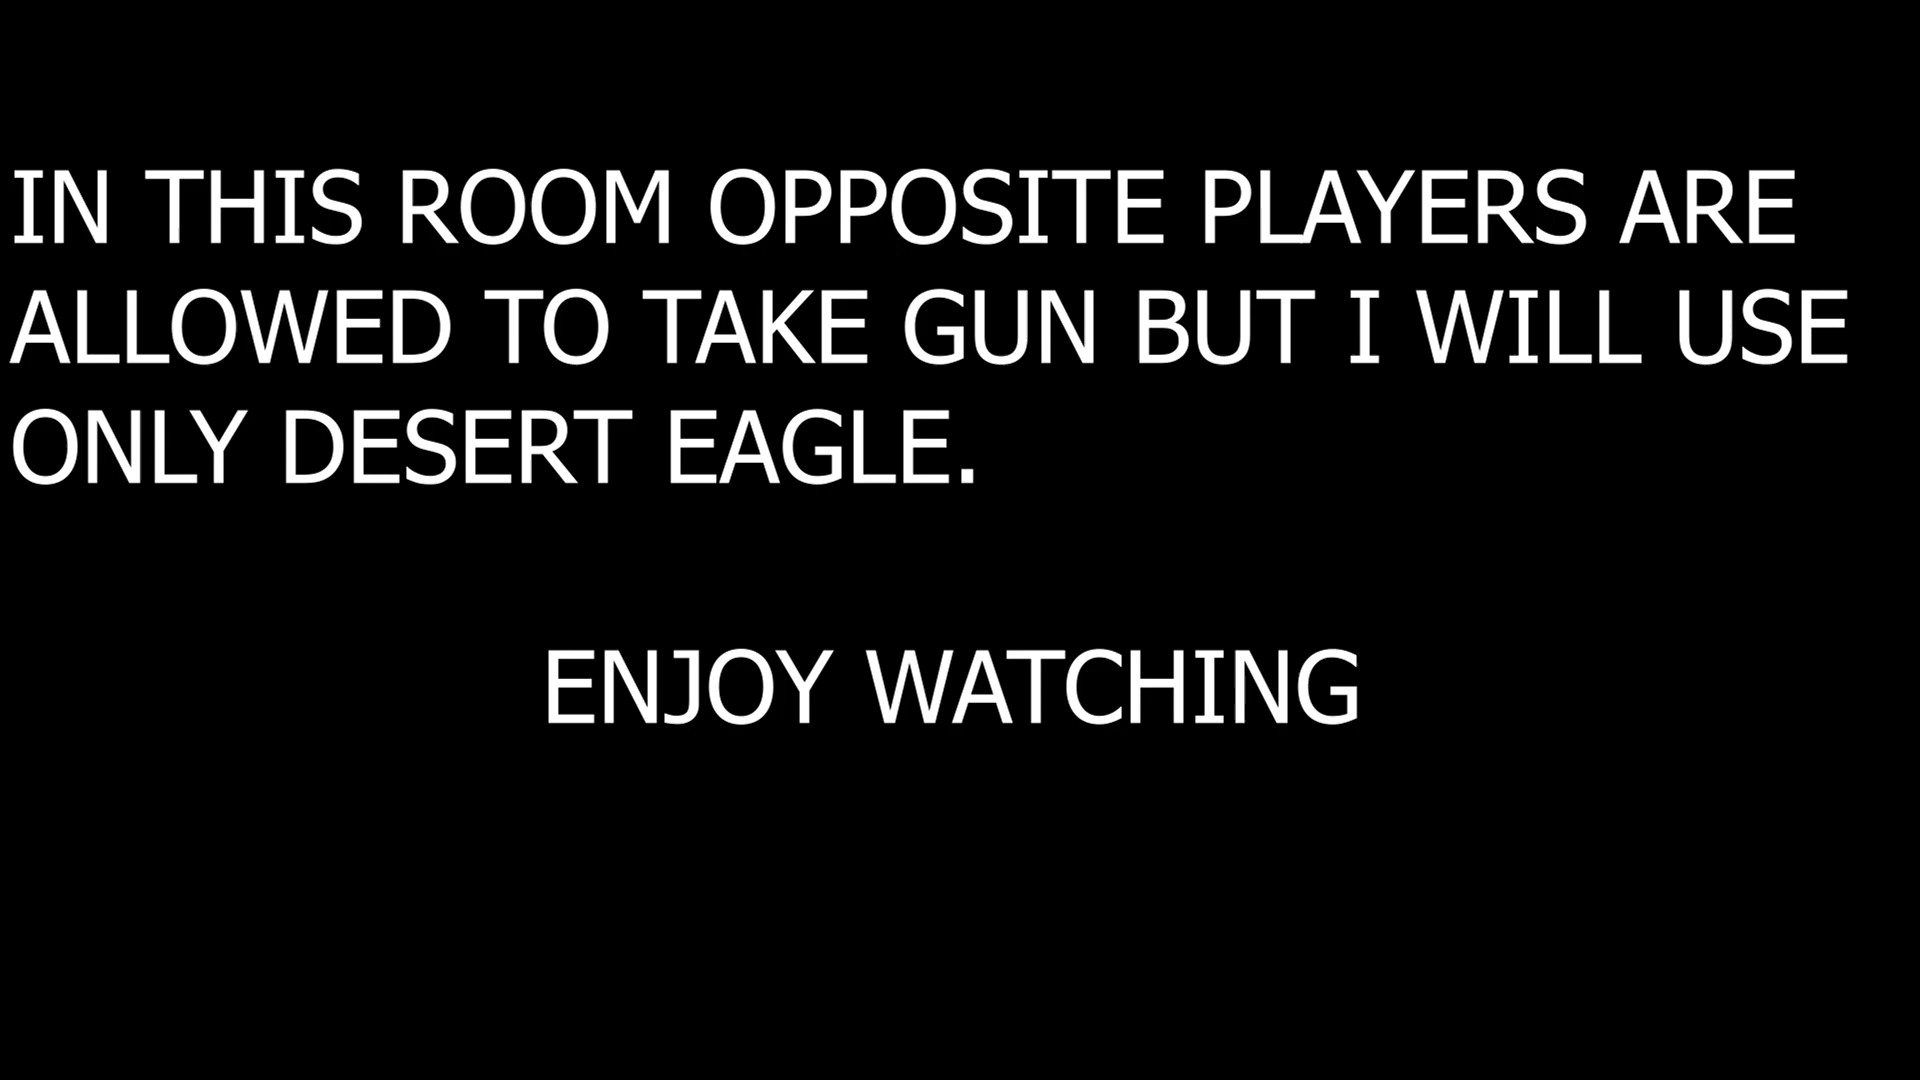 IN THIS ROOM OPPOSITE PLAYERS ARE
ALLOWED TO TAKE GUN BUT I WILL USE
ONLY DESERT EAGLE.
ENJOY WATCHING